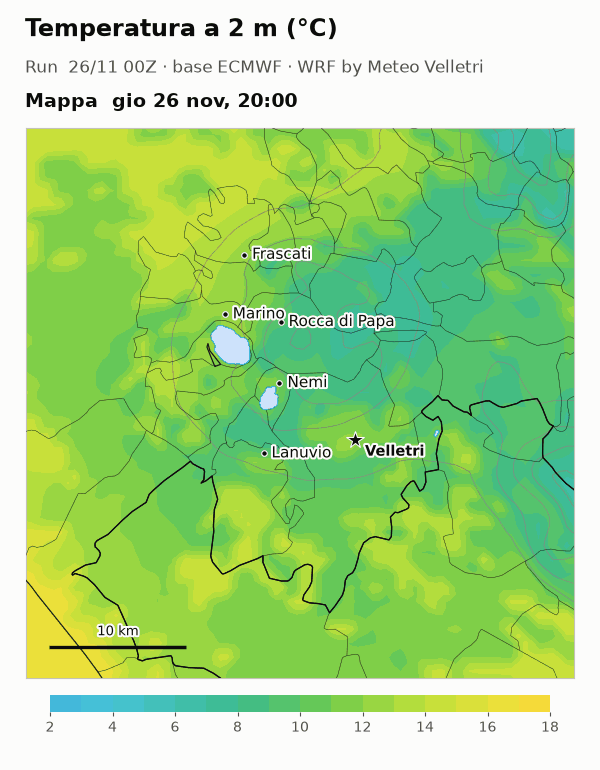 Temperatura a 2 m (°C)
Run  26/11 00Z · base ECMWF · WRF by Meteo Velletri
Mappa  gio 26 nov, 20:00
Frascati
Marino
Rocca di Papa
Nemi
Lanuvio
Velletri
10 km
2 4 6 8 10 12 14 16 18